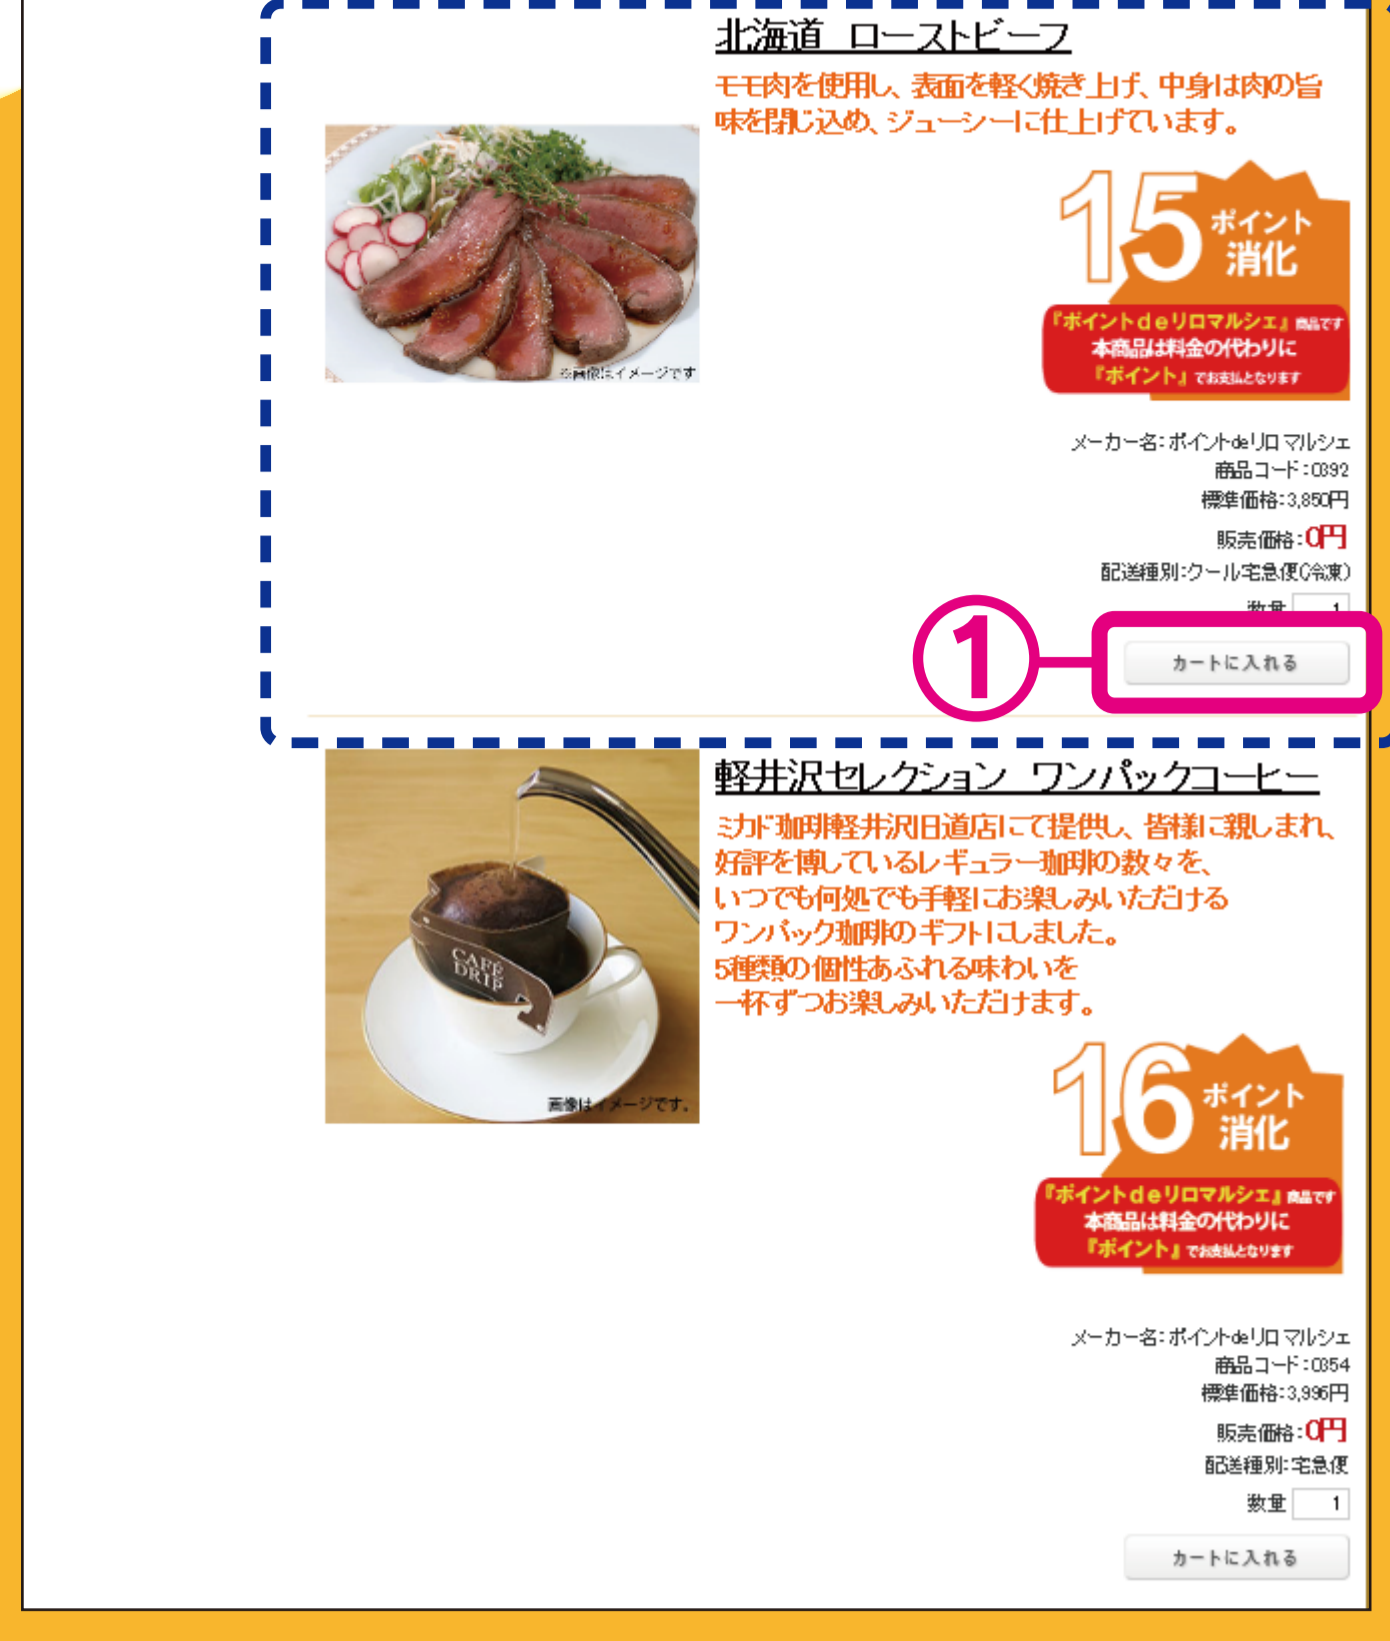 北海道 ローストビーフ
モモ肉を使用し、表面を軽く焼き上げ、中身は肉の旨
味を閉じ込め、ジューシーに仕上げています。
※画像はイメージです
15 ポイント
消化
『ポイントdeリロマルシェ』商品です
本商品は料金の代わりに
『ポイント』でお支払となります
メーカー名:ポイントdeリロマルシェ
商品コード:0392
標準価格:3,850円
販売価格:0円
配送種別:クール宅急便(冷凍)
数量 1
1
カートに入れる
軽井沢セレクション ワンパックコーヒー
ミカド珈琲軽井沢旧道店にて提供し、皆様に親しまれ、
好評を博しているレギュラー珈琲の数々を、
いつでも何処でも手軽にお楽しみいただける
ワンパック珈琲のギフトにしました。
5種類の個性あふれる味わいを
一杯ずつお楽しみいただけます。
CAFÉ
DRIP
画像はイメージです。
16 ポイント
消化
『ポイントdeリロマルシェ』商品です
本商品は料金の代わりに
『ポイント』でお支払となります
メーカー名:ポイントdeリロマルシェ
商品コード:0354
標準価格:3,996円
販売価格:0円
配送種別:宅急便
数量 1
カートに入れる